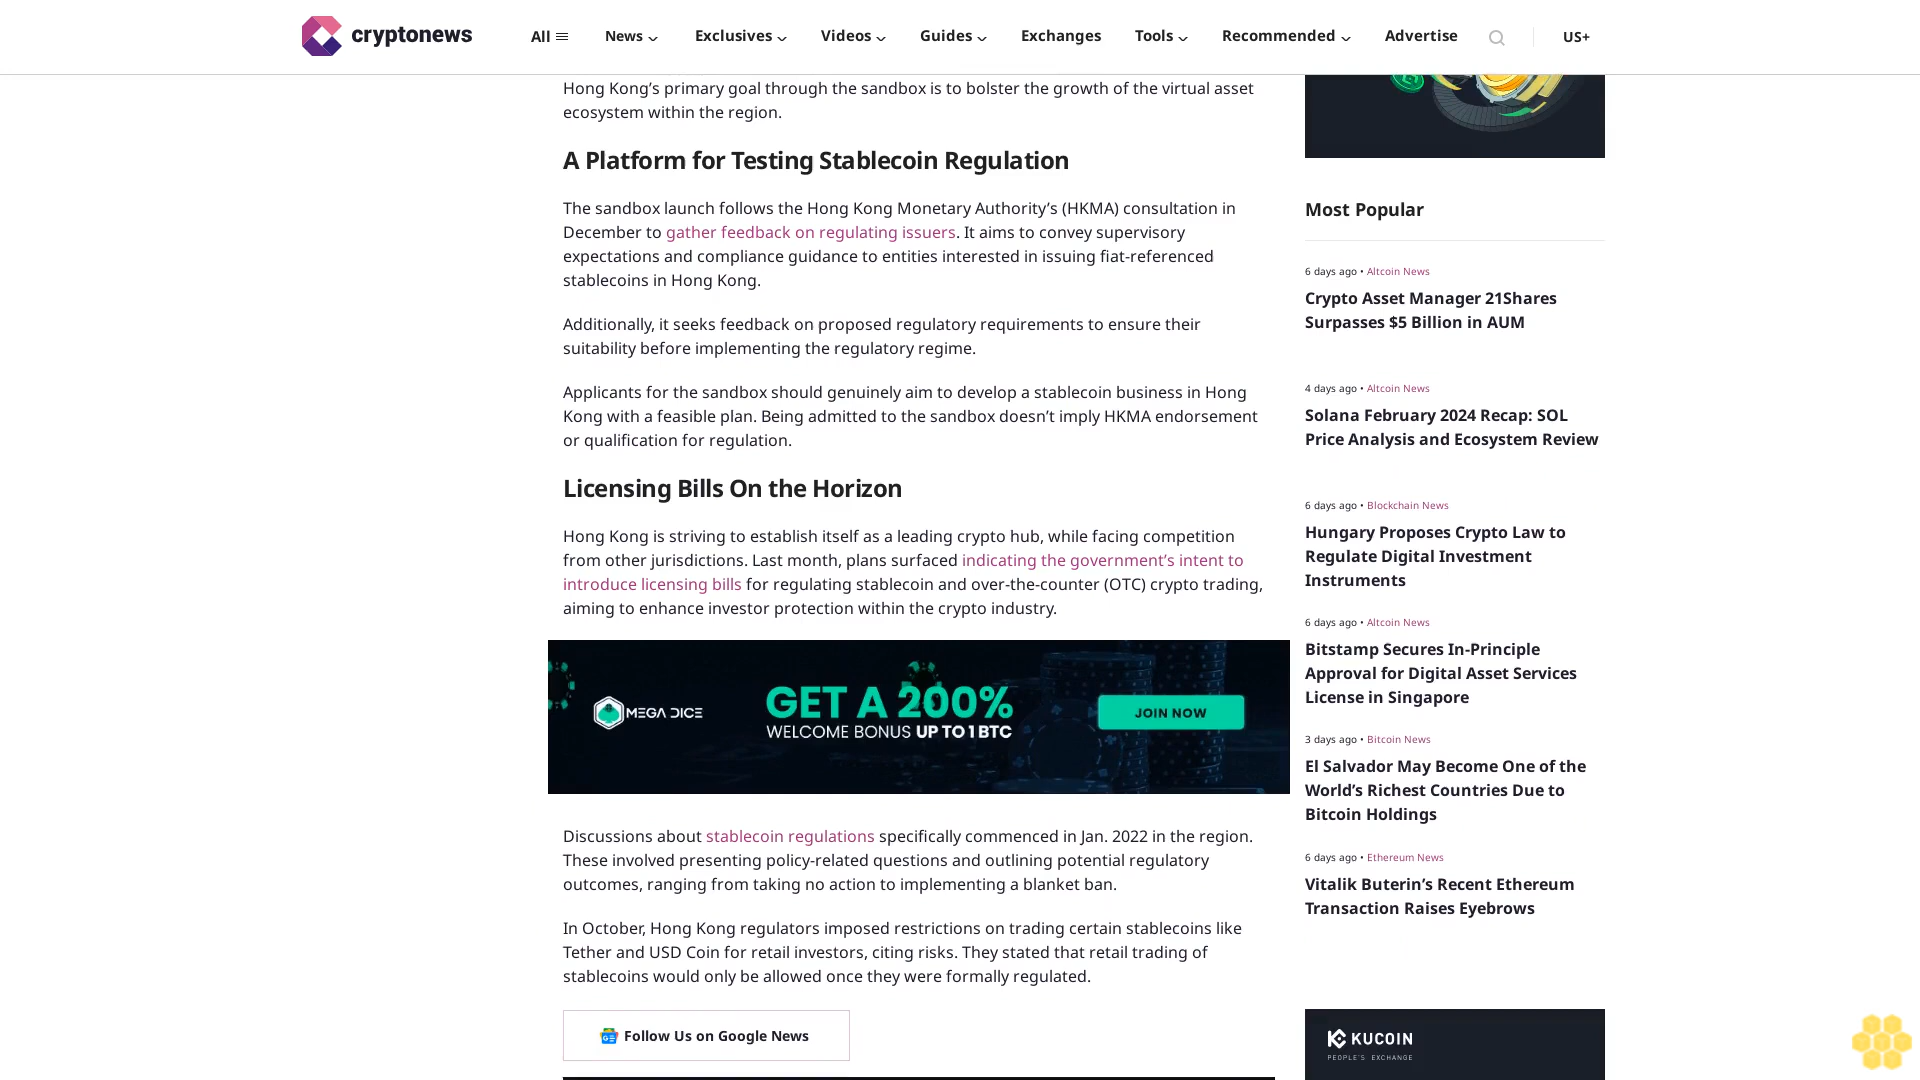 cryptonews
All
News
Exclusives
Videos
Guides
Exchanges
Tools
Recommended
Advertise
US+
Hong Kong’s primary goal through the sandbox is to bolster the growth of the virtual asset
ecosystem within the region.
A Platform for Testing Stablecoin Regulation
The sandbox launch follows the Hong Kong Monetary Authority’s (HKMA) consultation in
December to gather feedback on regulating issuers. It aims to convey supervisory
expectations and compliance guidance to entities interested in issuing fiat-referenced
stablecoins in Hong Kong.
Additionally, it seeks feedback on proposed regulatory requirements to ensure their
suitability before implementing the regulatory regime.
Applicants for the sandbox should genuinely aim to develop a stablecoin business in Hong
Kong with a feasible plan. Being admitted to the sandbox doesn’t imply HKMA endorsement
or qualification for regulation.
Licensing Bills On the Horizon
Hong Kong is striving to establish itself as a leading crypto hub, while facing competition
from other jurisdictions. Last month, plans surfaced indicating the government’s intent to
introduce licensing bills for regulating stablecoin and over-the-counter (OTC) crypto trading,
aiming to enhance investor protection within the crypto industry.
MEGA DICE
GET A 200%
WELCOME BONUS UP TO 1 BTC
JOIN NOW
Discussions about stablecoin regulations specifically commenced in Jan. 2022 in the region.
These involved presenting policy-related questions and outlining potential regulatory
outcomes, ranging from taking no action to implementing a blanket ban.
In October, Hong Kong regulators imposed restrictions on trading certain stablecoins like
Tether and USD Coin for retail investors, citing risks. They stated that retail trading of
stablecoins would only be allowed once they were formally regulated.
Follow Us on Google News
Most Popular
6 days ago • Altcoin News
Crypto Asset Manager 21Shares
Surpasses $5 Billion in AUM
4 days ago • Altcoin News
Solana February 2024 Recap: SOL
Price Analysis and Ecosystem Review
6 days ago • Blockchain News
Hungary Proposes Crypto Law to
Regulate Digital Investment
Instruments
6 days ago • Altcoin News
Bitstamp Secures In-Principle
Approval for Digital Asset Services
License in Singapore
3 days ago • Bitcoin News
El Salvador May Become One of the
World’s Richest Countries Due to
Bitcoin Holdings
6 days ago • Ethereum News
Vitalik Buterin’s Recent Ethereum
Transaction Raises Eyebrows
KUCOIN
PEOPLE'S EXCHANGE